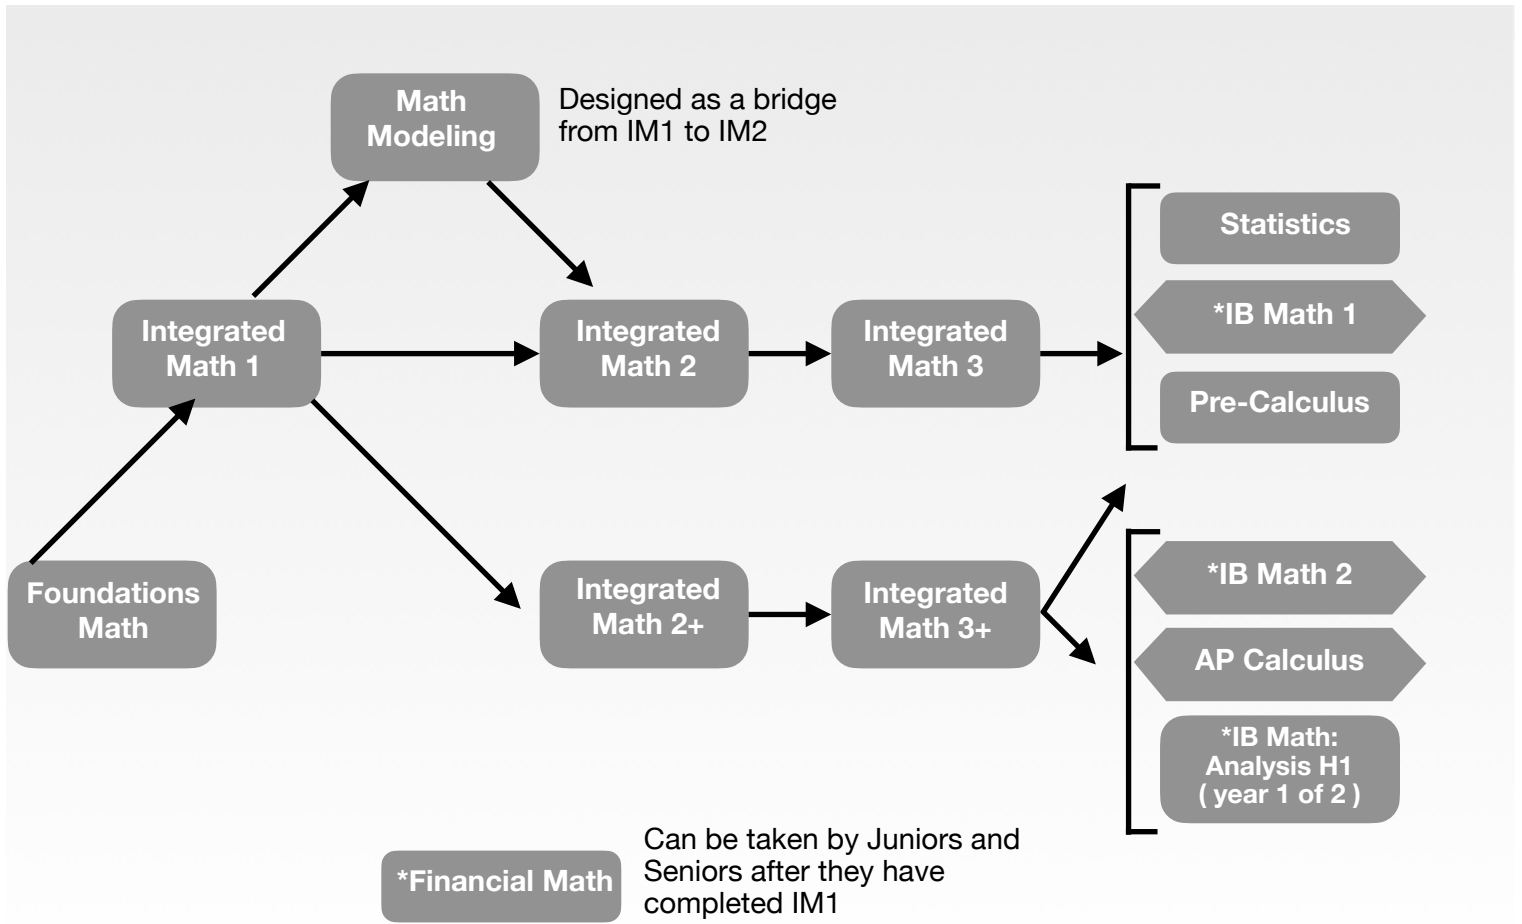 Math
Modeling
Designed as a bridge
from IM1 to IM2
Statistics
*IB Math 1
Pre-Calculus
Integrated
Math 1
Integrated
Math 2
Integrated
Math 3
Foundations
Math
Integrated
Math 2+
Integrated
Math 3+
*IB Math 2
AP Calculus
*IB Math:
Analysis H1
( year 1 of 2 )
*Financial Math
Can be taken by Juniors and
Seniors after they have
completed IM1